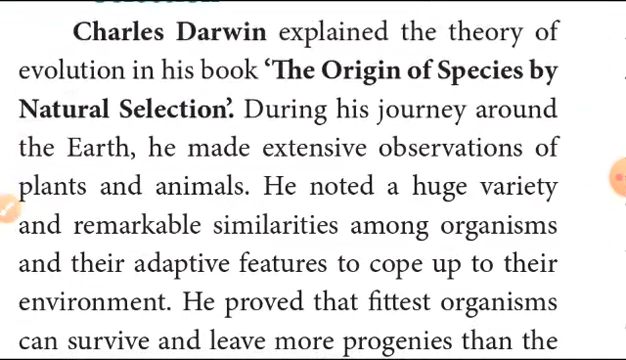 Charles Darwin explained the theory of
evolution in his book ‘The Origin of Species by
Natural Selection’. During his journey around
the Earth, he made extensive observations of
plants and animals. He noted a huge variety
and remarkable similarities among organisms
and their adaptive features to cope up to their
environment. He proved that fittest organisms
can survive and leave more progenies than the